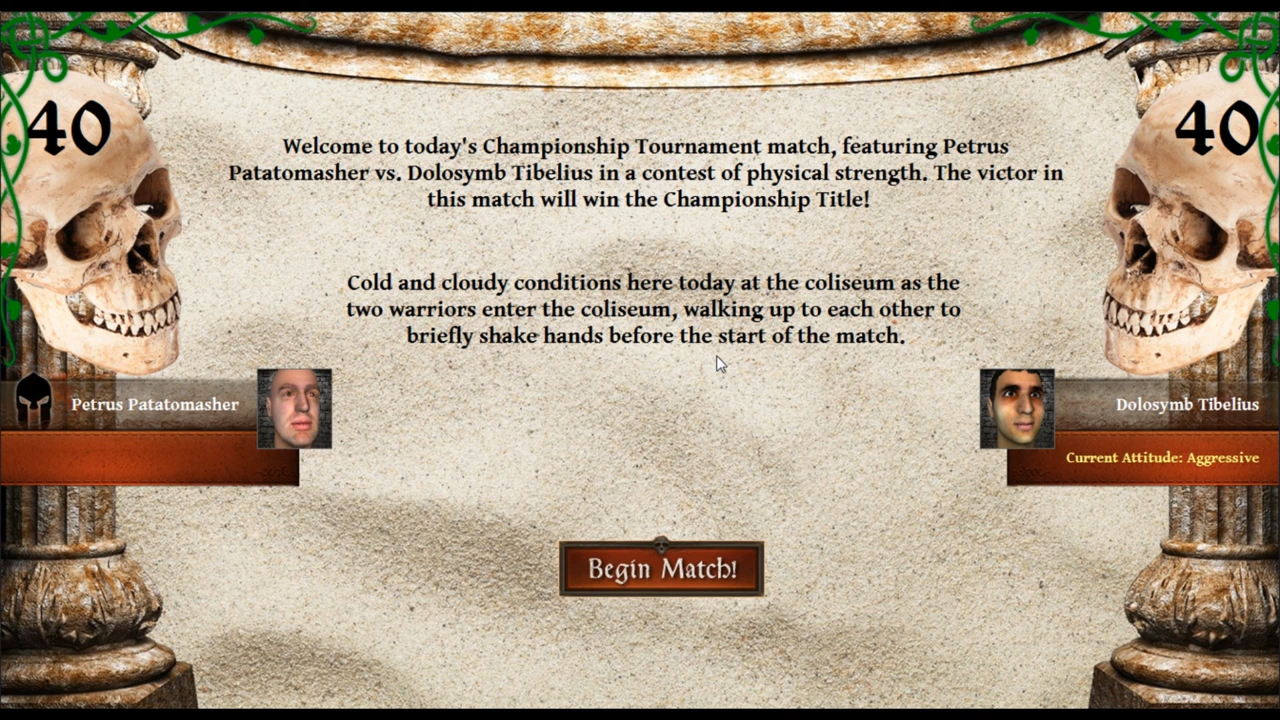 40
40
Welcome to today's Championship Tournament match, featuring Petrus
Patatomasher vs. Dolosymb Tibelius in a contest of physical strength. The victor in
this match will win the Championship Title!
Cold and cloudy conditions here today at the coliseum as the
two warriors enter the coliseum, walking up to each other to
briefly shake hands before the start of the match.
Petrus Patatomasher
Dolosymb Tibelius
Current Attitude: Aggressive
Begin Match!